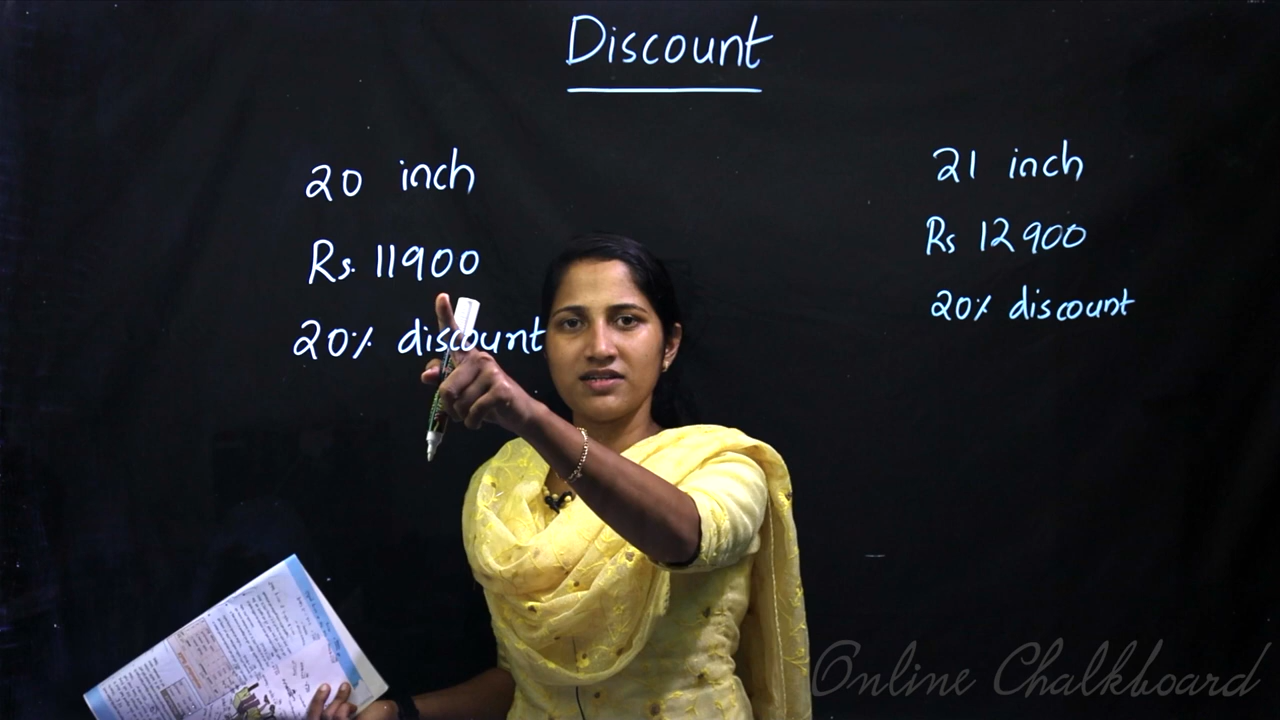 Discount
20 inch
Rs. 11900
20% discount
21 inch
Rs 12900
20% discount
Online Chalkboard